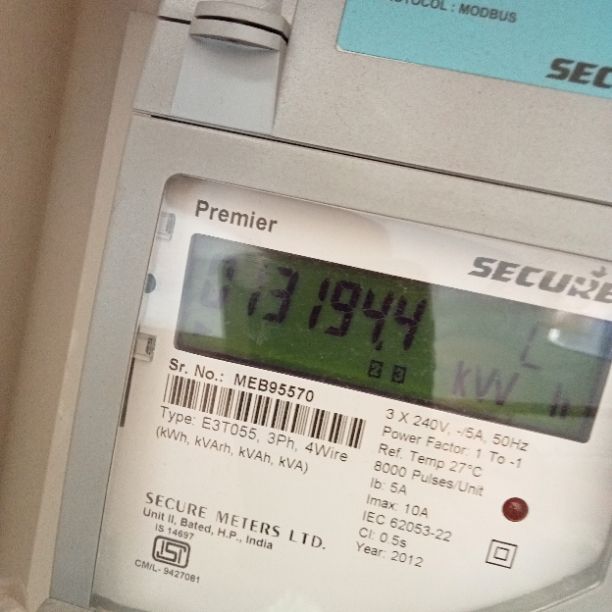 PROTOCOL : MODBUS
Premier
SECURE
kW h
2 3
Sr. No.: MEB95570
Type: E3T055, 3Ph, 4Wire
(kWh, kVArh, kVAh, kVA)
3 X 240V, -/5A, 50Hz
Power Factor: 1 To -1
Ref. Temp 27°C
8000 Pulses/Unit
Ib: 5A
Imax: 10A
IEC 62053-22
Cl: 0.5s
Year: 2012
SECURE METERS LTD.
Unit II, Bated, H.P., India
IS 14697
CM/L- 9427081